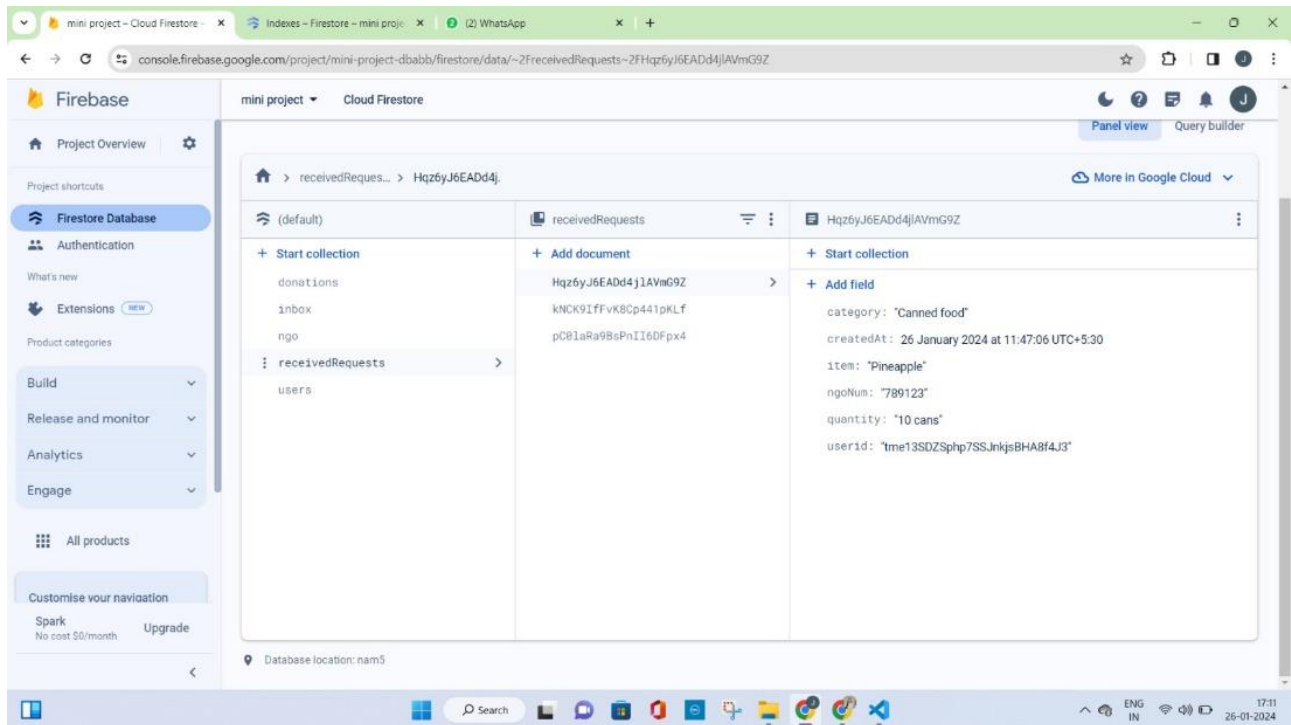 mini project – Cloud Firestore –
Indexes – Firestore – mini proje
(2) WhatsApp
console.firebase.google.com/project/mini-project-dbabb/firestore/data/~2FreceivedRequests~2FHqz6yJ6EADd4jlAVmG9Z
Firebase
mini project
Cloud Firestore
J
Project Overview
Panel view
Query builder
Project shortcuts
receivedReques... > Hqz6yJ6EADd4j.
More in Google Cloud
Firestore Database
Authentication
What's new
Extensions NEW
Product categories
Build
Release and monitor
Analytics
Engage
All products
Customise your navigation
Spark
No cost $0/month
Upgrade
(default)
+ Start collection
donations
inbox
ngo
receivedRequests
users
receivedRequests
+ Add document
Hqz6yJ6EADd4jlAVmG9Z
kNCK9IfFvK8Cp441pKLf
pC0laRa9BsPnII6DFpx4
Hqz6yJ6EADd4jlAVmG9Z
+ Start collection
+ Add field
category: "Canned food"
createdAt: 26 January 2024 at 11:47:06 UTC+5:30
item: "Pineapple"
ngoNum: "789123"
quantity: "10 cans"
userid: "tme13SDZSphp7SSJnkjsBHA8f4J3"
Database location: nam5
Search
ENG
IN
17:11
26-01-2024